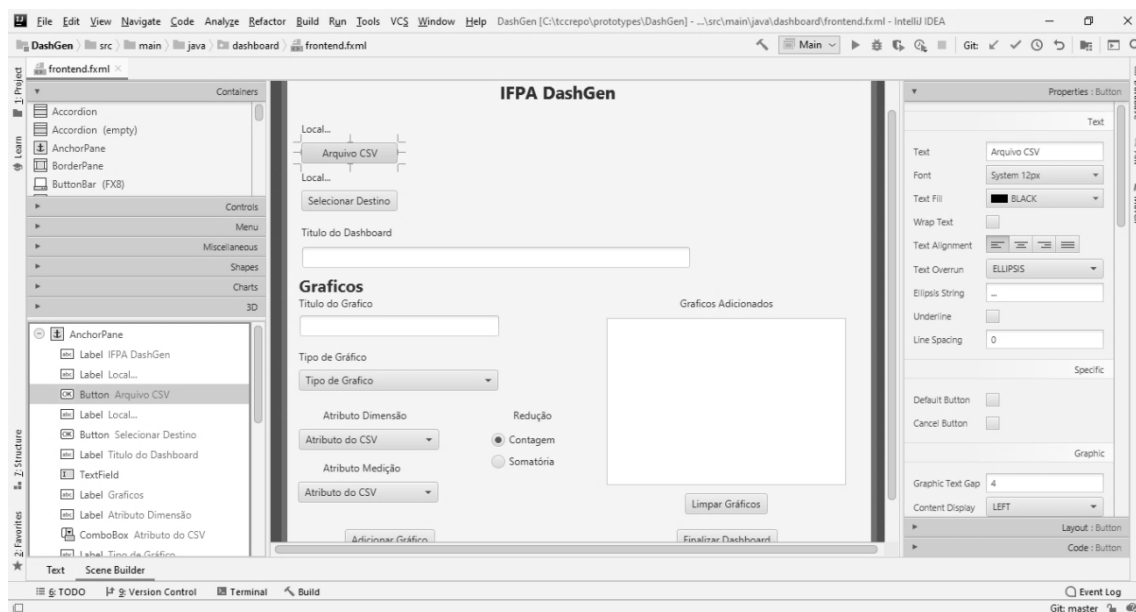 File Edit View Navigate Code Analyze Refactor Build Run Tools VCS Window Help DashGen [C:\tccrepo\prototypes\DashGen] - ...\src\main\java\dashboard\frontend.fxml - IntelliJ IDEA
DashGen src main java dashboard frontend.fxml Main Git:
frontend.fxml
1: Project
Learn
7: Structure
2: Favorites
Containers
Accordion
Accordion (empty)
AnchorPane
BorderPane
ButtonBar (FX8)
Controls
Menu
Miscellaneous
Shapes
Charts
3D
AnchorPane
Label IFPA DashGen
Label Local...
Button Arquivo CSV
Label Local...
Button Selecionar Destino
Label Titulo do Dashboard
TextField
Label Graficos
Label Atributo Dimensão
ComboBox Atributo do CSV
Label Tipo de Gráfico
IFPA DashGen
Local...
Arquivo CSV
Local...
Selecionar Destino
Titulo do Dashboard
Graficos
Titulo do Grafico
Tipo de Gráfico
Tipo de Grafico
Atributo Dimensão
Atributo do CSV
Atributo Medição
Atributo do CSV
Redução
Contagem
Somatória
Adicionar Gráfico
Graficos Adicionados
Limpar Gráficos
Finalizar Dashboard
Properties : Button
Text
Text Arquivo CSV
Font System 12px
Text Fill BLACK
Wrap Text
Text Alignment
Text Overrun ELLIPSIS
Ellipsis String ...
Underline
Line Spacing 0
Specific
Default Button
Cancel Button
Graphic
Graphic Text Gap 4
Content Display LEFT
Layout : Button
Code : Button
Text Scene Builder
6: TODO 9: Version Control Terminal Build Event Log
Git: master